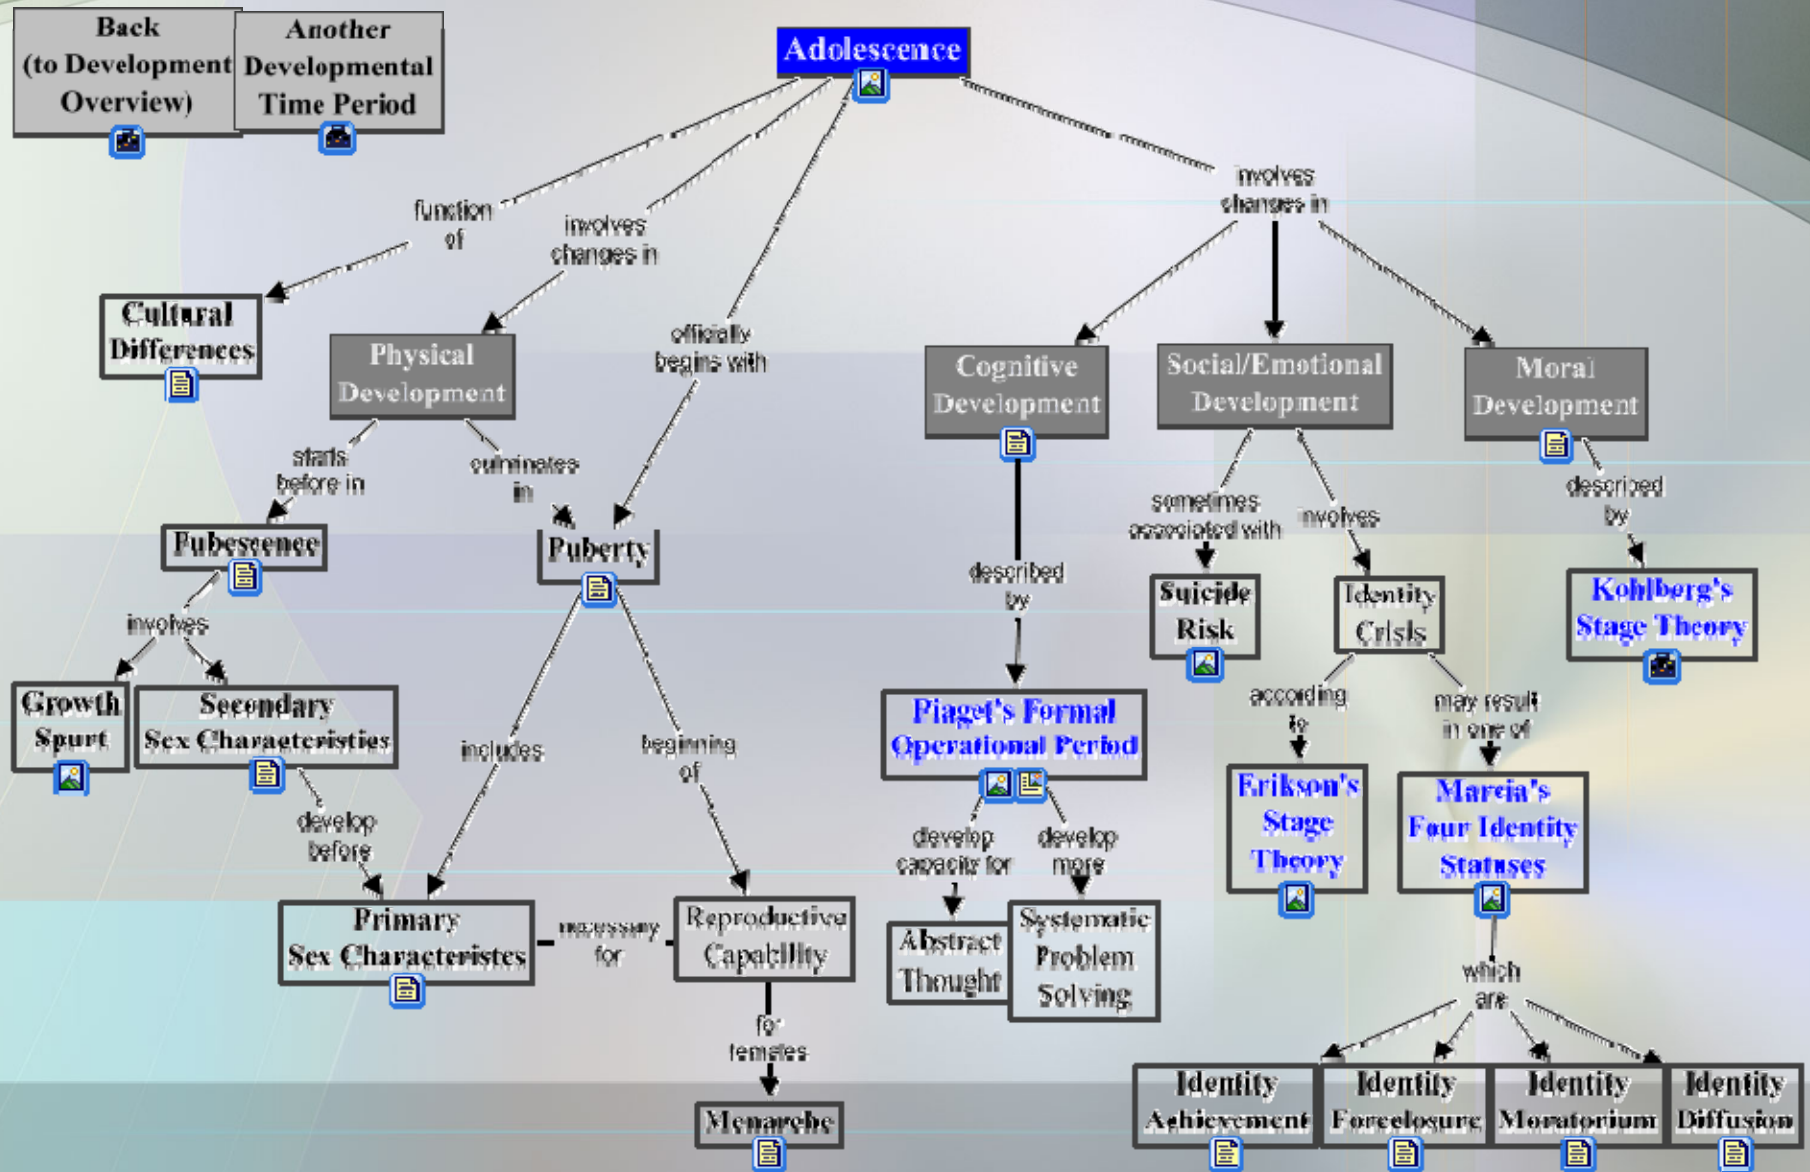 Back
(to Development
Overview)
Another
Developmental
Time Period
Adolescence
function
of
involves
changes in
officially
begins with
involves
changes in
Cultural
Differences
Physical
Development
Cognitive
Development
Social/Emotional
Development
Moral
Development
starts
before in
culminates
in
sometimes
associated with
involves
described
by
Pubescence
Puberty
described
by
Suicide
Risk
Identity
Crisis
Kohlberg's
Stage Theory
involves
Growth
Spurt
Secondary
Sex Characteristics
includes
beginning
of
Piaget's Formal
Operational Period
according
to
may result
in one of
Erikson's
Stage
Theory
Marcia's
Four Identity
Statuses
develop
before
develop
capacity for
develop
more
Primary
Sex Characteristes
necessary
for
Reproductive
Capability
Abstract
Thought
Systematic
Problem
Solving
which
are
for
females
Menarche
Identity
Achievement
Identity
Foreclosure
Identity
Moratorium
Identity
Diffusion